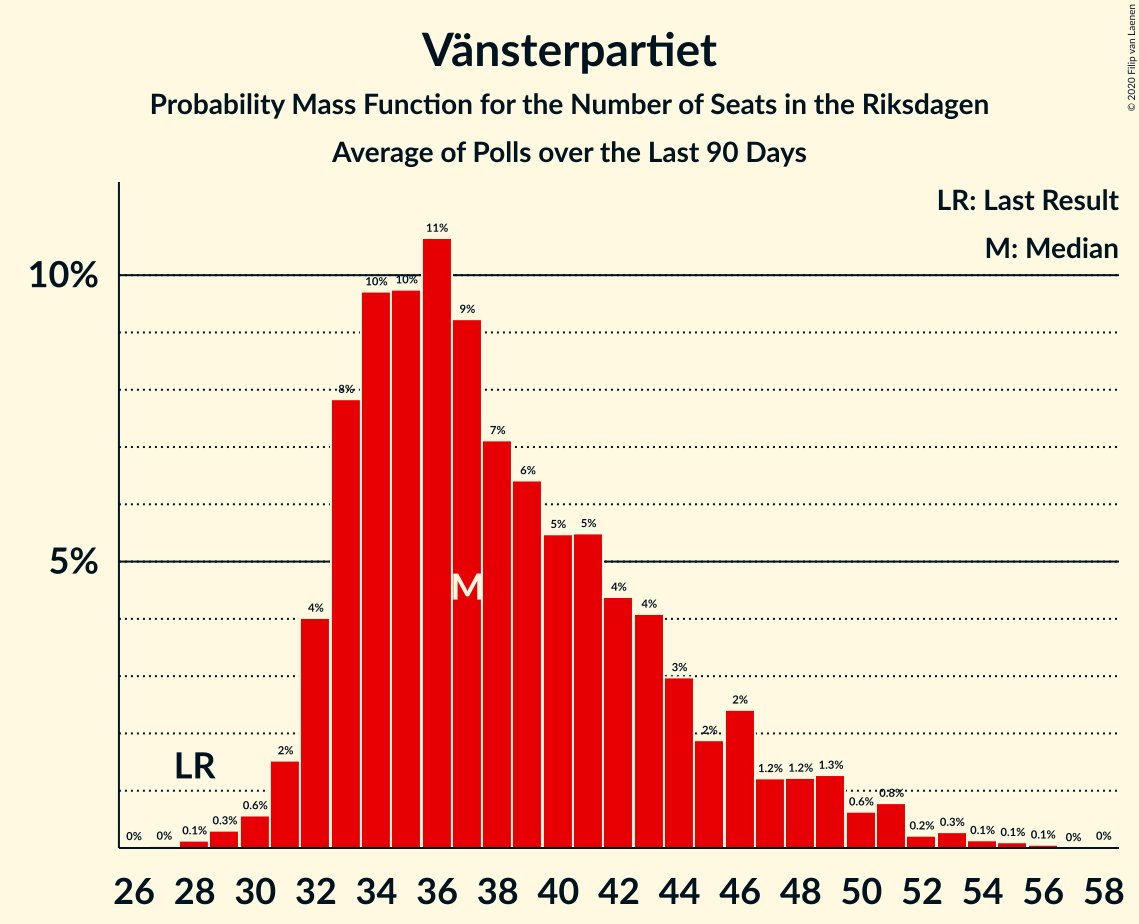 © 2020 Filip van Laenen
Vänsterpartiet
Probability Mass Function for the Number of Seats in the Riksdagen
Average of Polls over the Last 90 Days
LR: Last Result
M: Median
10%
5%
0% 0% 0.1% 0.3% 0.6% 2% 4% 8% 10% 10% 11% 9% 7% 6% 5% 5% 4% 4% 3% 2% 2% 1.2% 1.2% 1.3% 0.6% 0.8% 0.2% 0.3% 0.1% 0.1% 0.1% 0% 0%
M
LR
26 28 30 32 34 36 38 40 42 44 46 48 50 52 54 56 58